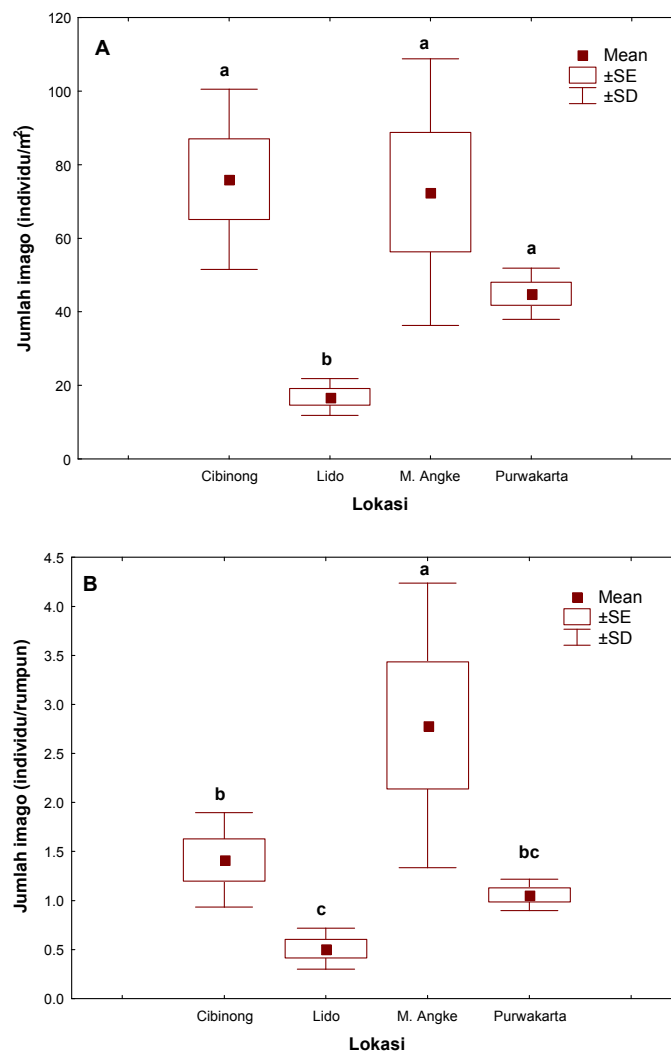 A
120
100
80
60
40
20
0
Jumlah imago (individu/m²)
a
b
a
a
Mean
±SE
±SD
Cibinong
Lido
M. Angke
Purwakarta
Lokasi
B
4.5
4.0
3.5
3.0
2.5
2.0
1.5
1.0
0.5
0.0
Jumlah imago (individu/rumpun)
b
c
a
bc
Mean
±SE
±SD
Cibinong
Lido
M. Angke
Purwakarta
Lokasi